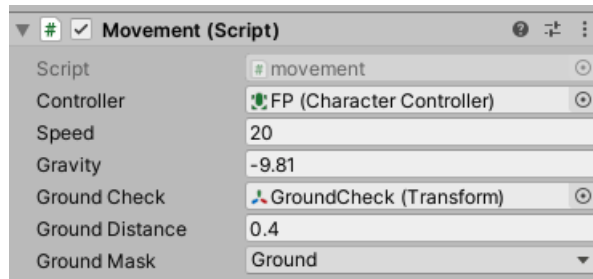 # Movement (Script)
Script # movement
Controller FP (Character Controller)
Speed 20
Gravity -9.81
Ground Check GroundCheck (Transform)
Ground Distance 0.4
Ground Mask Ground